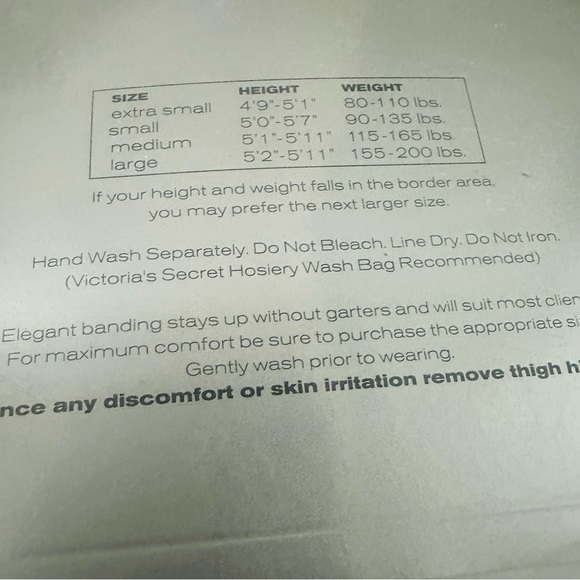 SIZE HEIGHT WEIGHT
extra small 4'9"-5'1" 80-110 lbs.
small 5'0"-5'7" 90-135 lbs.
medium 5'1"-5'11" 115-165 lbs.
large 5'2"-5'11" 155-200 lbs.
If your height and weight falls in the border area,
you may prefer the next larger size.
Hand Wash Separately. Do Not Bleach. Line Dry. Do Not Iron.
(Victoria's Secret Hosiery Wash Bag Recommended)
Elegant banding stays up without garters and will suit most clien
For maximum comfort be sure to purchase the appropriate si
Gently wash prior to wearing.
nce any discomfort or skin irritation remove thigh h